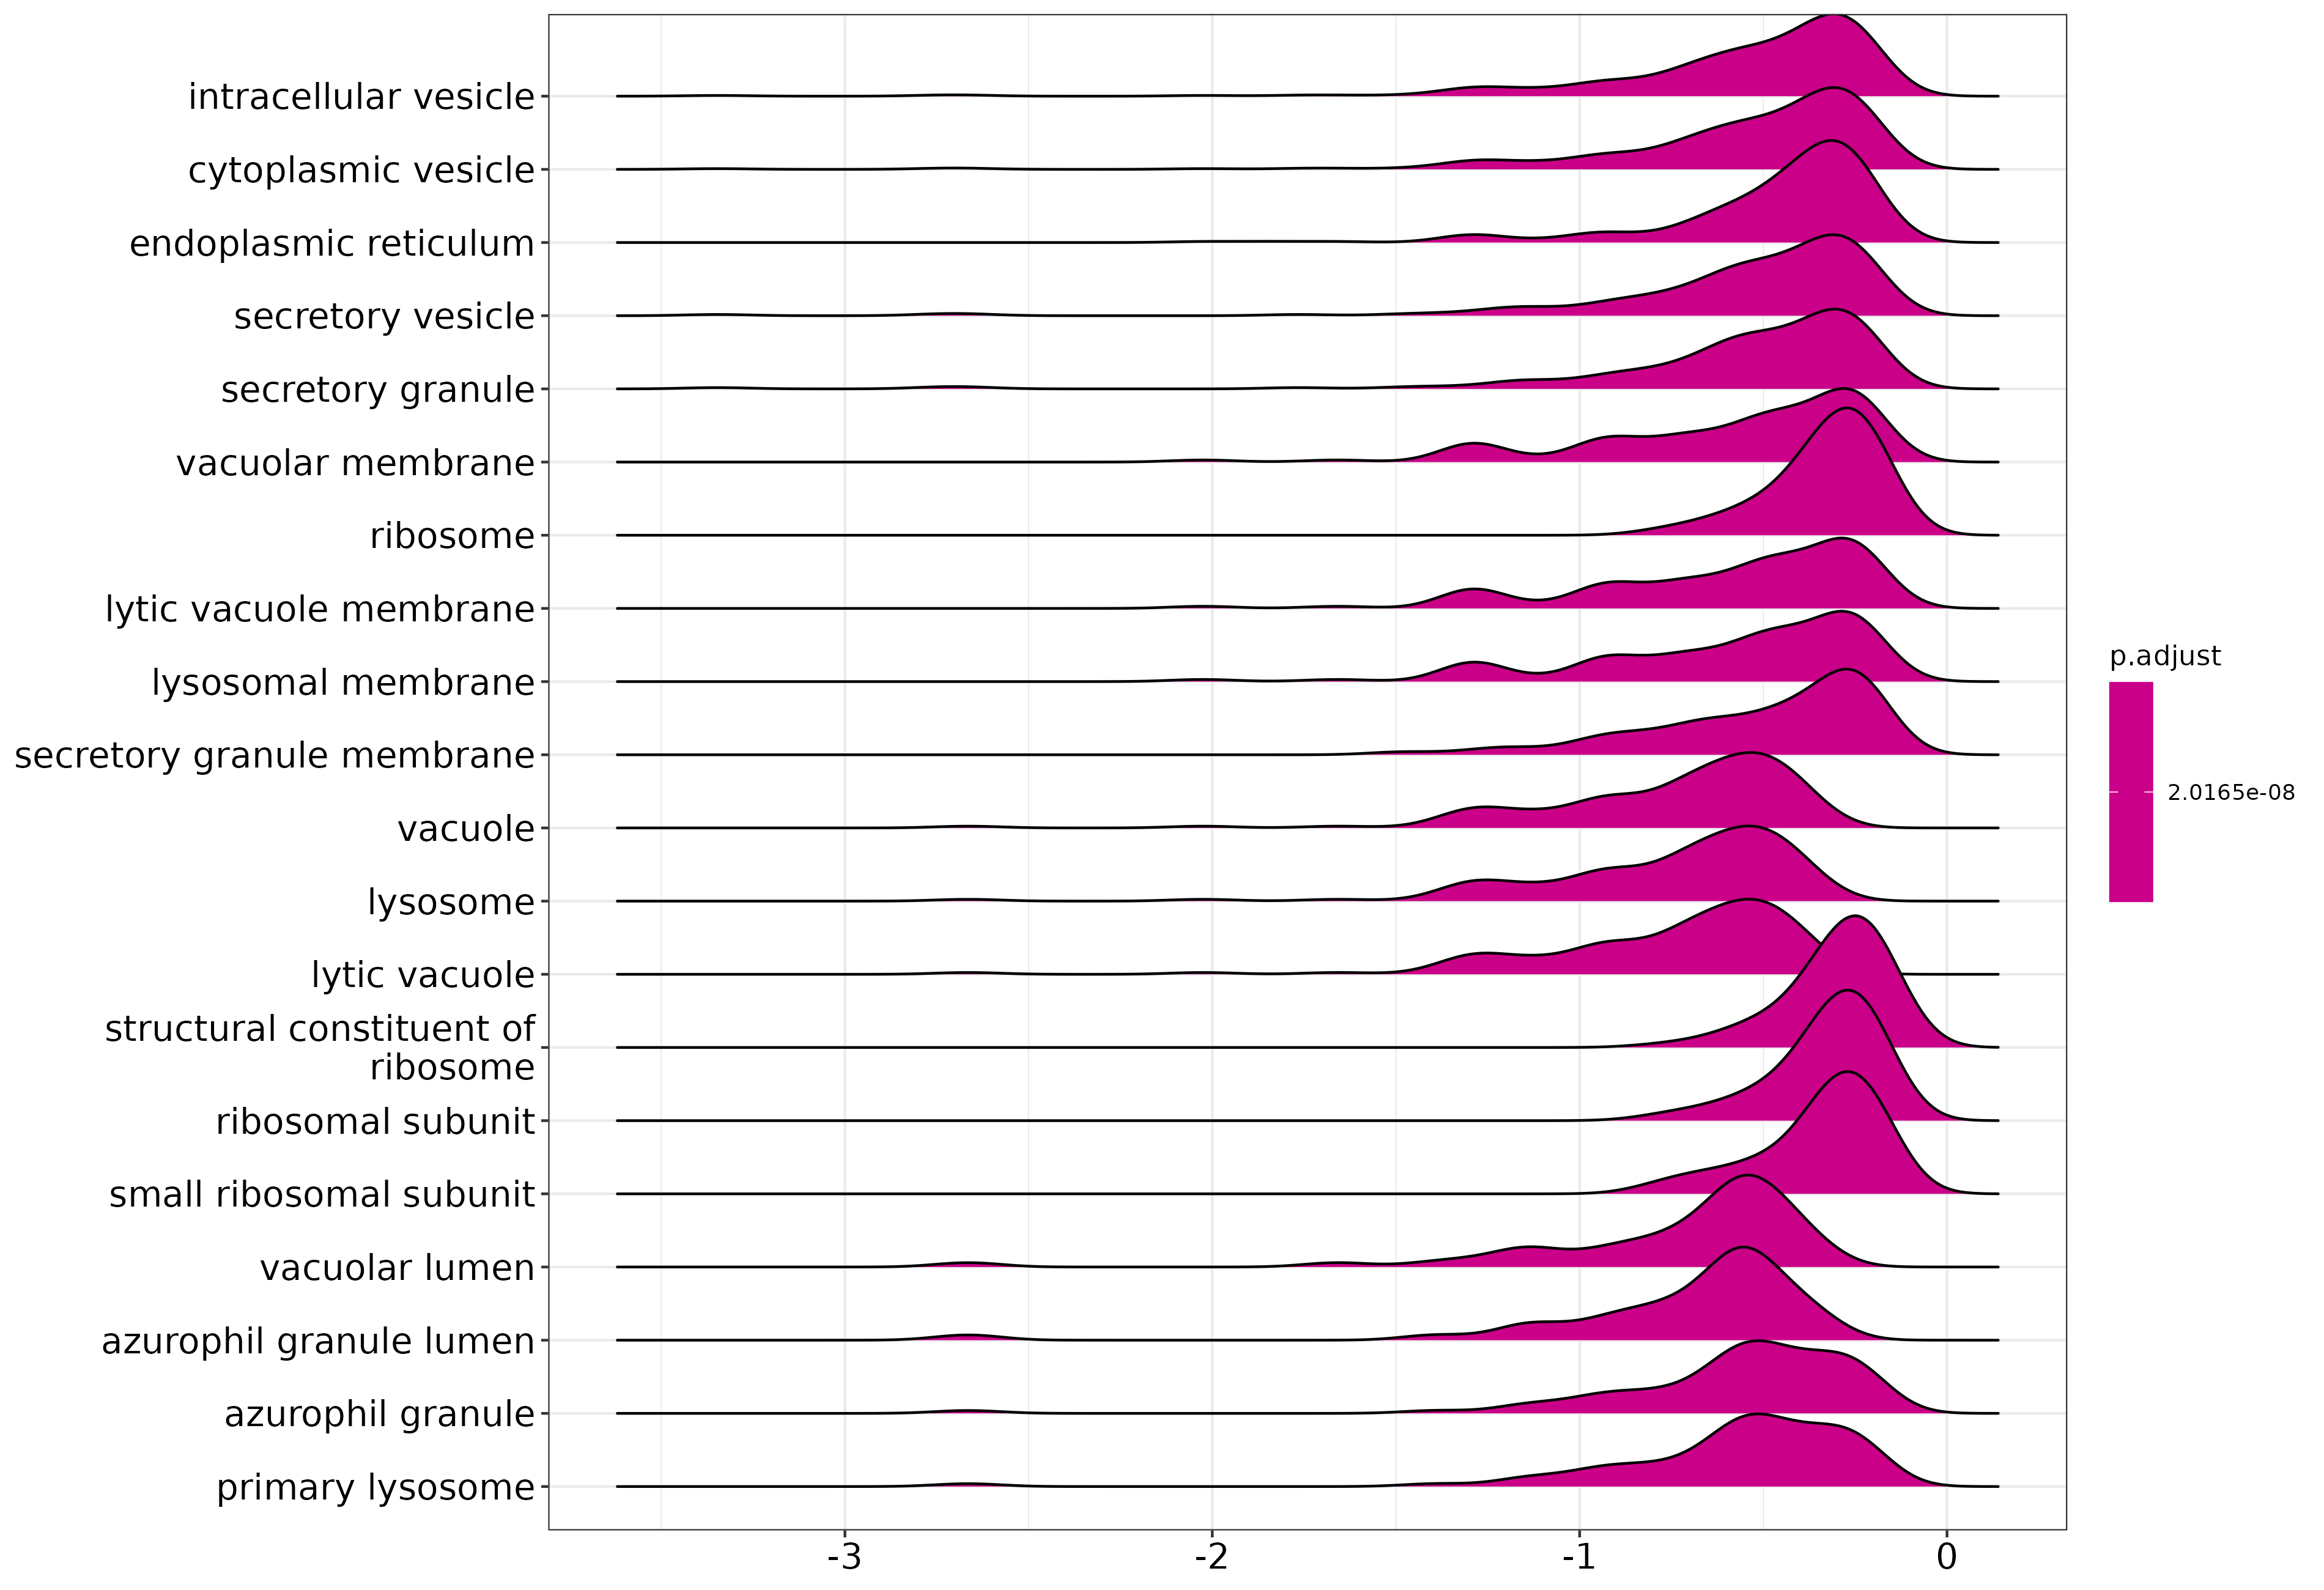 intracellular vesicle
cytoplasmic vesicle
endoplasmic reticulum
secretory vesicle
secretory granule
vacuolar membrane
ribosome
lytic vacuole membrane
lysosomal membrane
secretory granule membrane
vacuole
lysosome
lytic vacuole
structural constituent of
ribosome
ribosomal subunit
small ribosomal subunit
vacuolar lumen
azurophil granule lumen
azurophil granule
primary lysosome
-3 -2 -1 0
p.adjust
2.0165e-08